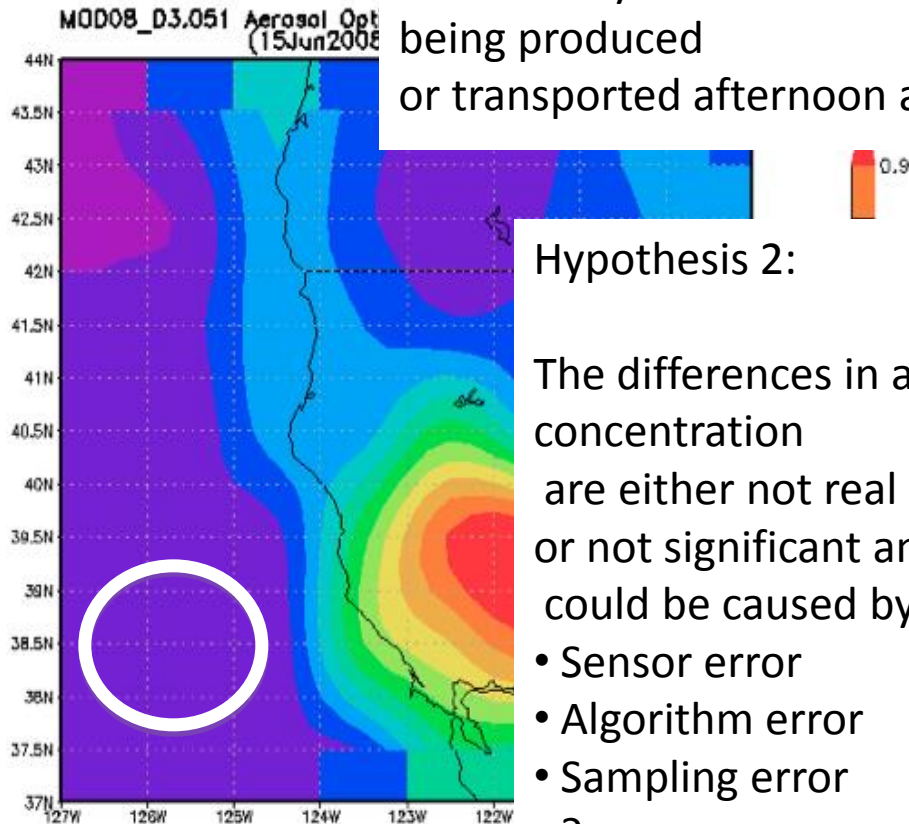 MOD08_D3.051 Aerosol Opt
(15Jun2008
being produced
or transported afternoon a
44N
43.5N
43N
42.5N
42N
41.5N
41N
40.5N
40N
39.5N
39N
38.5N
38N
37.5N
37N
127W 126W 125W 124W 123W 122W
0.9
Hypothesis 2:
The differences in a
concentration
are either not real
or not significant an
could be caused by
• Sensor error
• Algorithm error
• Sampling error